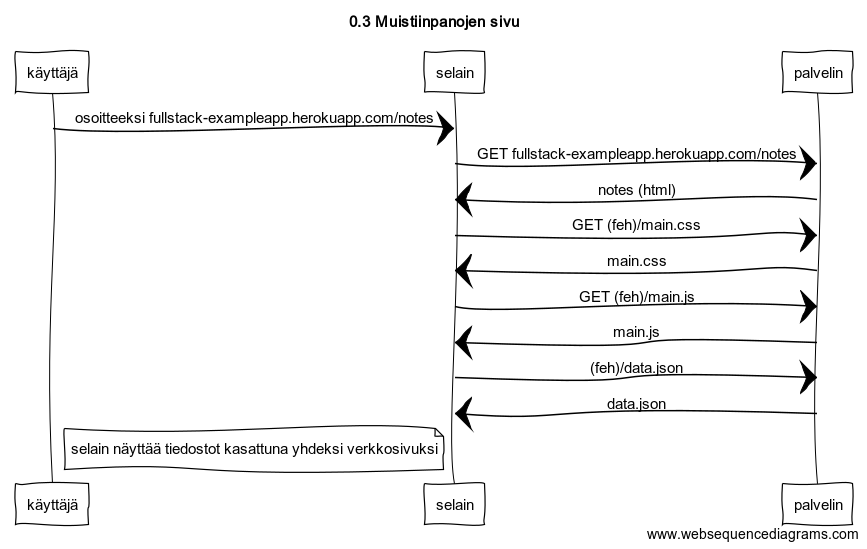 0.3 Muistiinpanojen sivu
käyttäjä
selain
palvelin
osoitteeksi fullstack-exampleapp.herokuapp.com/notes
GET fullstack-exampleapp.herokuapp.com/notes
notes (html)
GET (feh)/main.css
main.css
GET (feh)/main.js
main.js
(feh)/data.json
data.json
selain näyttää tiedostot kasattuna yhdeksi verkkosivuksi
käyttäjä
selain
palvelin
www.websequencediagrams.com